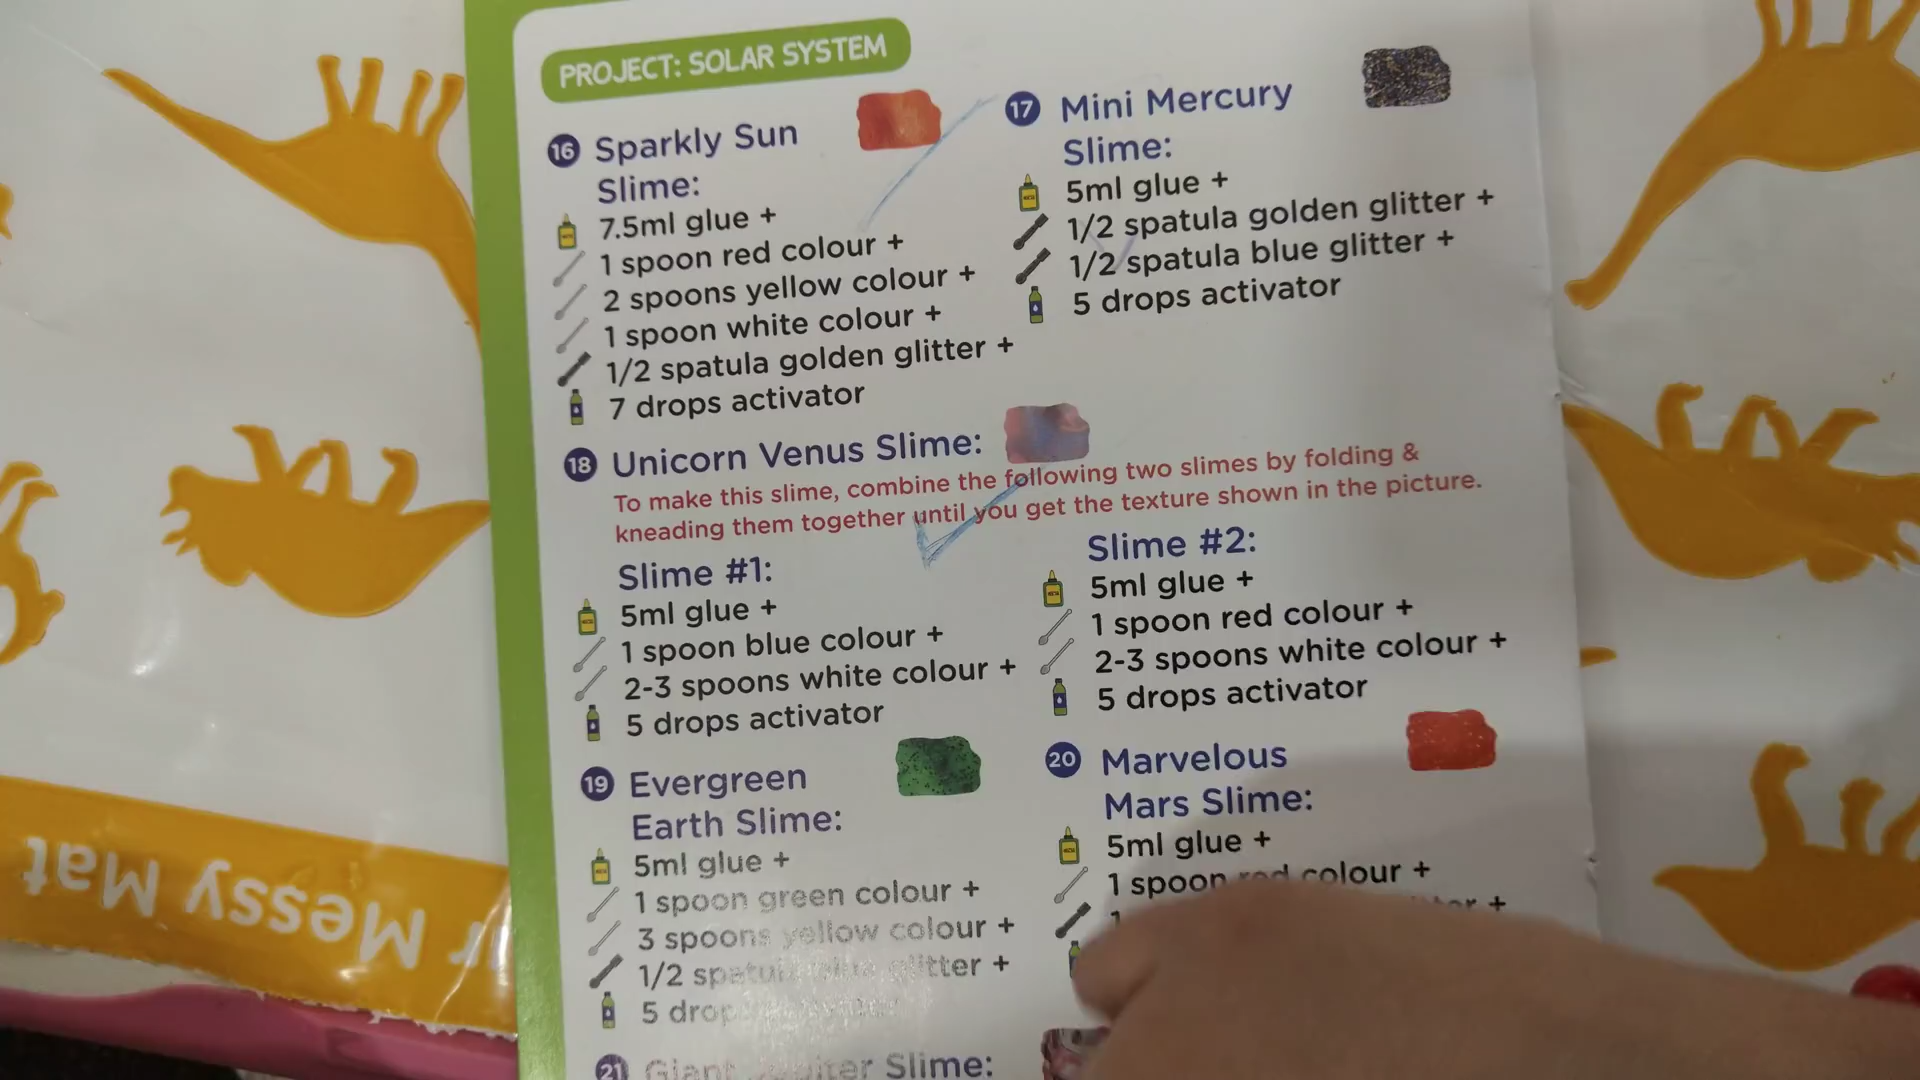 PROJECT: SOLAR SYSTEM
16 Sparkly Sun
Slime:
7.5ml glue +
1 spoon red colour +
2 spoons yellow colour +
1 spoon white colour +
1/2 spatula golden glitter +
7 drops activator
17 Mini Mercury
Slime:
5ml glue +
1/2 spatula golden glitter +
1/2 spatula blue glitter +
5 drops activator
18 Unicorn Venus Slime:
To make this slime, combine the following two slimes by folding &
kneading them together until you get the texture shown in the picture.
Slime #1:
5ml glue +
1 spoon blue colour +
2-3 spoons white colour +
5 drops activator
Slime #2:
5ml glue +
1 spoon red colour +
2-3 spoons white colour +
5 drops activator
19 Evergreen
Earth Slime:
5ml glue +
1 spoon green colour +
3 spoons yellow colour +
1/2 spatula glitter +
5 drops
20 Marvelous
Mars Slime:
5ml glue +
1 spoon red colour +
21 Giant Jupiter Slime:
Messy Mat